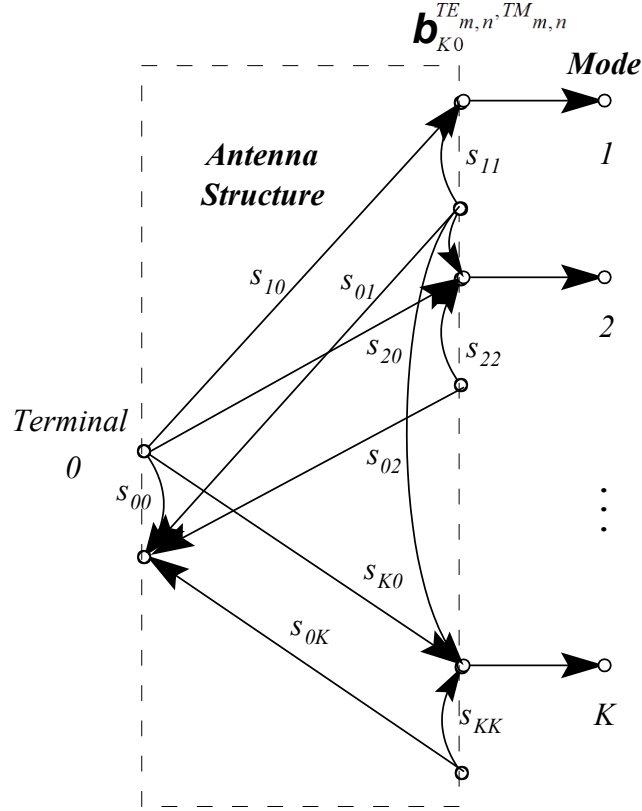 b_{K0}^{TE_{m,n},TM_{m,n}}
Mode
Antenna
Structure
1
s_{11}
s_{10}
s_{01}
2
s_{20}
s_{22}
Terminal
0
s_{02}
s_{00}
...
s_{K0}
s_{0K}
K
s_{KK}